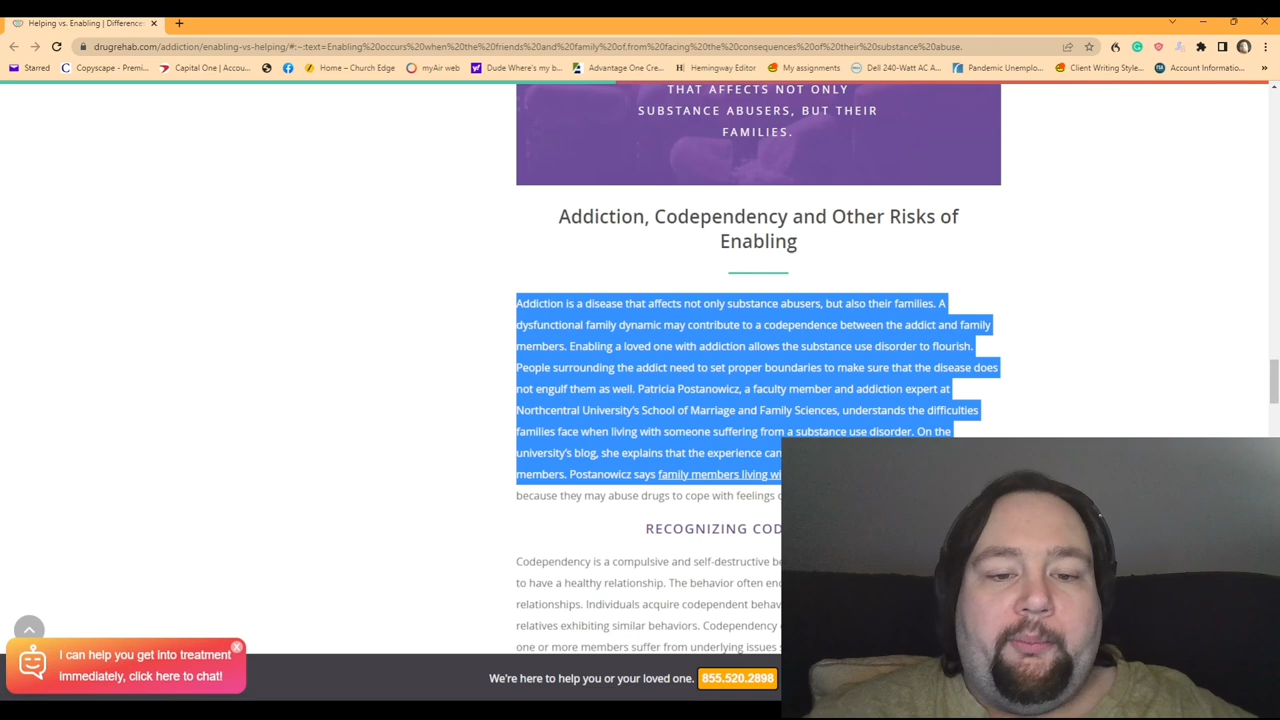 Helping vs. Enabling | Difference
drugrehab.com/addiction/enabling-vs-helping/#:~:text=Enabling%20occurs%20when%20the%20friends%20and%20family%20of,from%20facing%20the%20consequences%20of%20their%20substance%20abuse.
Starred Copyscape - Premi... Capital One | Accou... Home – Church Edge myAir web Dude Where's my b... Advantage One Cre... Hemingway Editor My assignments Dell 240-Watt AC A... Pandemic Unemplo... Client Writing Style... Account Informatio...
THAT AFFECTS NOT ONLY
SUBSTANCE ABUSERS, BUT THEIR
FAMILIES.
Addiction, Codependency and Other Risks of
Enabling
Addiction is a disease that affects not only substance abusers, but also their families. A
dysfunctional family dynamic may contribute to a codependence between the addict and family
members. Enabling a loved one with addiction allows the substance use disorder to flourish.
People surrounding the addict need to set proper boundaries to make sure that the disease does
not engulf them as well. Patricia Postanowicz, a faculty member and addiction expert at
Northcentral University's School of Marriage and Family Sciences, understands the difficulties
families face when living with someone suffering from a substance use disorder. On the
university's blog, she explains that the experience can
members. Postanowicz says family members living wi
because they may abuse drugs to cope with feelings
RECOGNIZING COD
Codependency is a compulsive and self-destructive be
to have a healthy relationship. The behavior often en
relationships. Individuals acquire codependent behav
relatives exhibiting similar behaviors. Codependency
one or more members suffer from underlying issues
I can help you get into treatment
immediately, click here to chat!
We're here to help you or your loved one. 855.520.2898